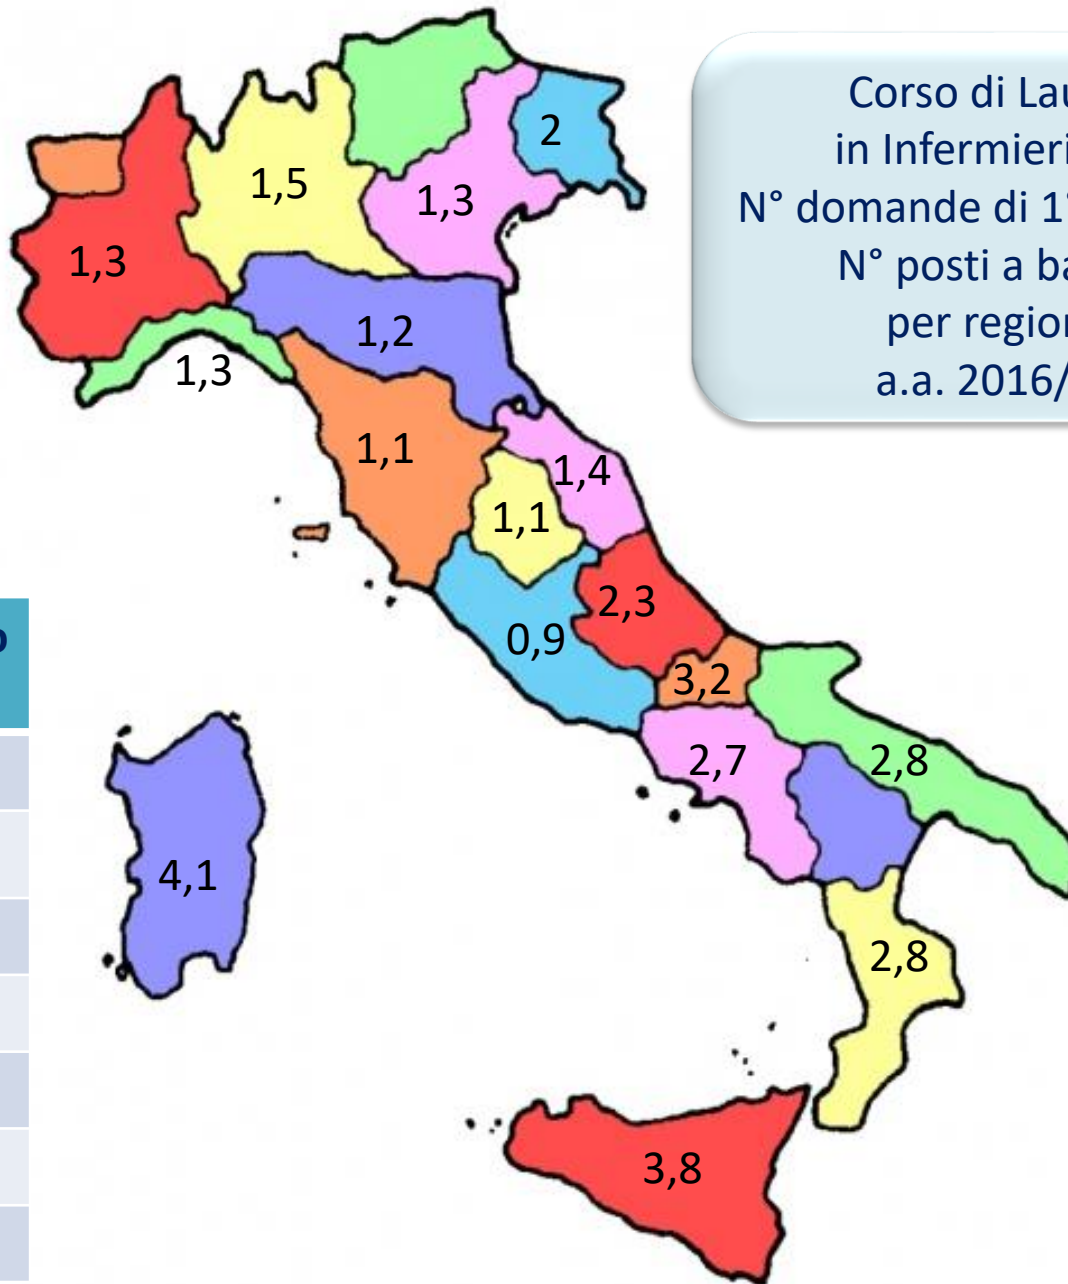 Corso di Lau
in Infermieri
N° domande di 1°
N° posti a ba
per region
a.a. 2016/
2
1,5
1,3
1,3
1,2
1,3
1,1
1,4
1,1
2,3
0,9
3,2
2,7
2,8
4,1
2,8
3,8